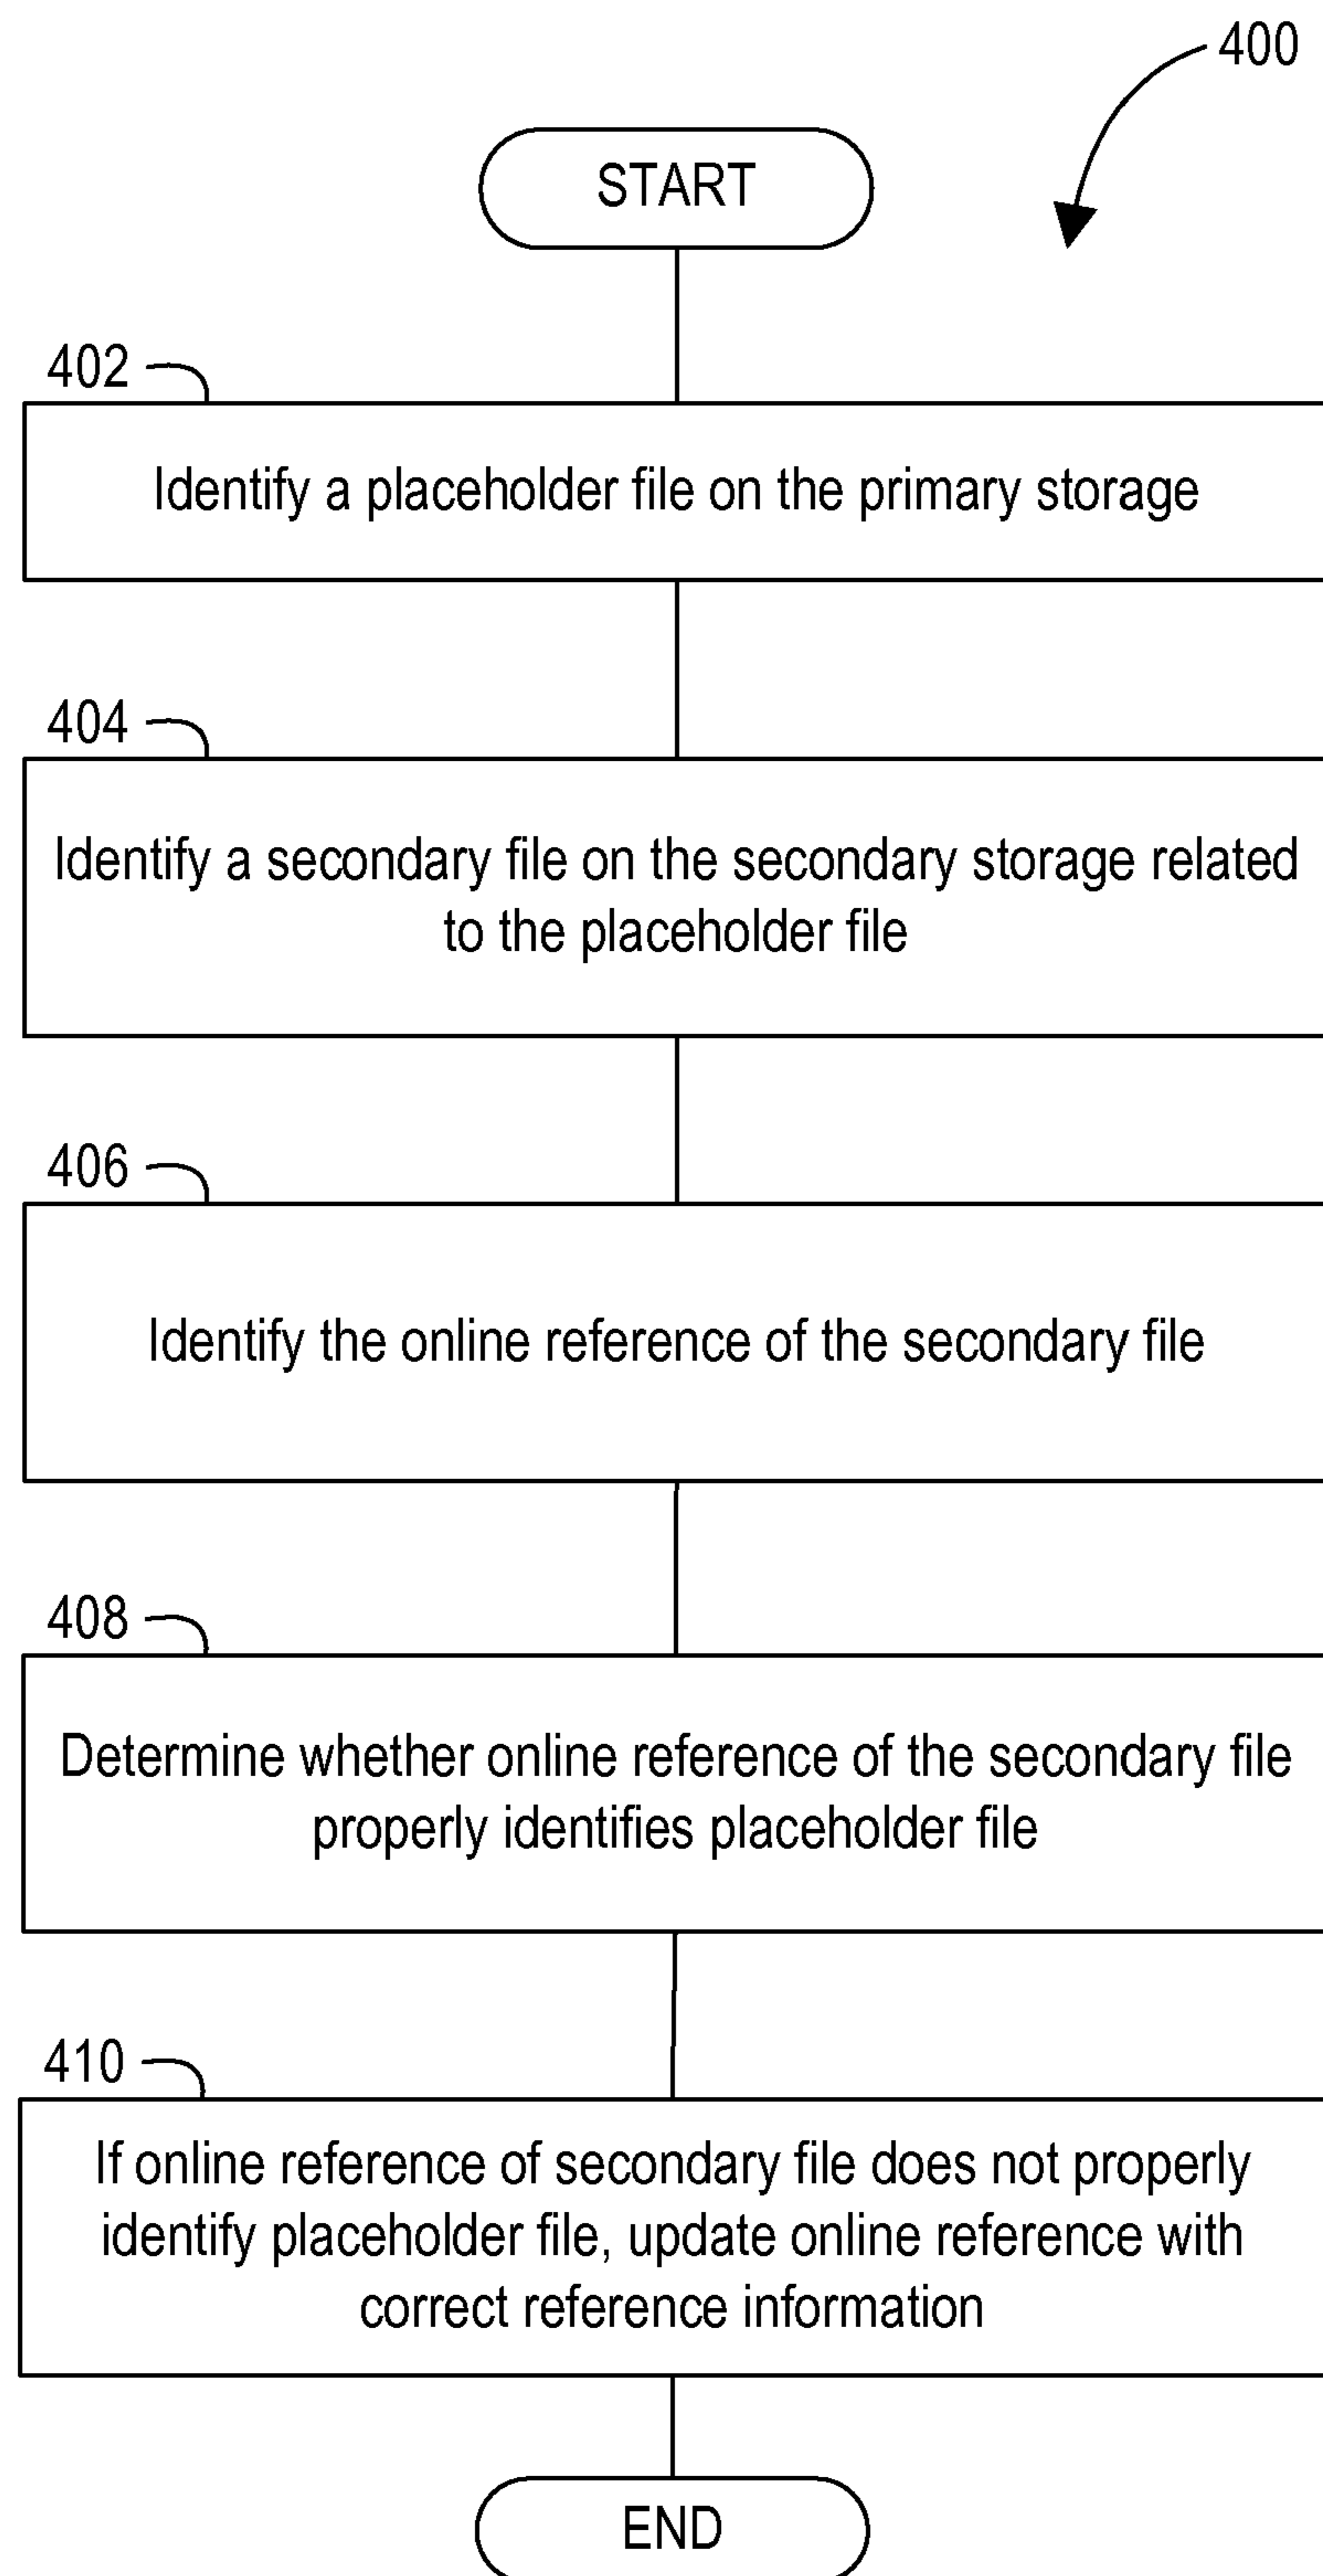 400
START
402
Identify a placeholder file on the primary storage
404
Identify a secondary file on the secondary storage related
to the placeholder file
406
Identify the online reference of the secondary file
408
Determine whether online reference of the secondary file
properly identifies placeholder file
410
If online reference of secondary file does not properly
identify placeholder file, update online reference with
correct reference information
END